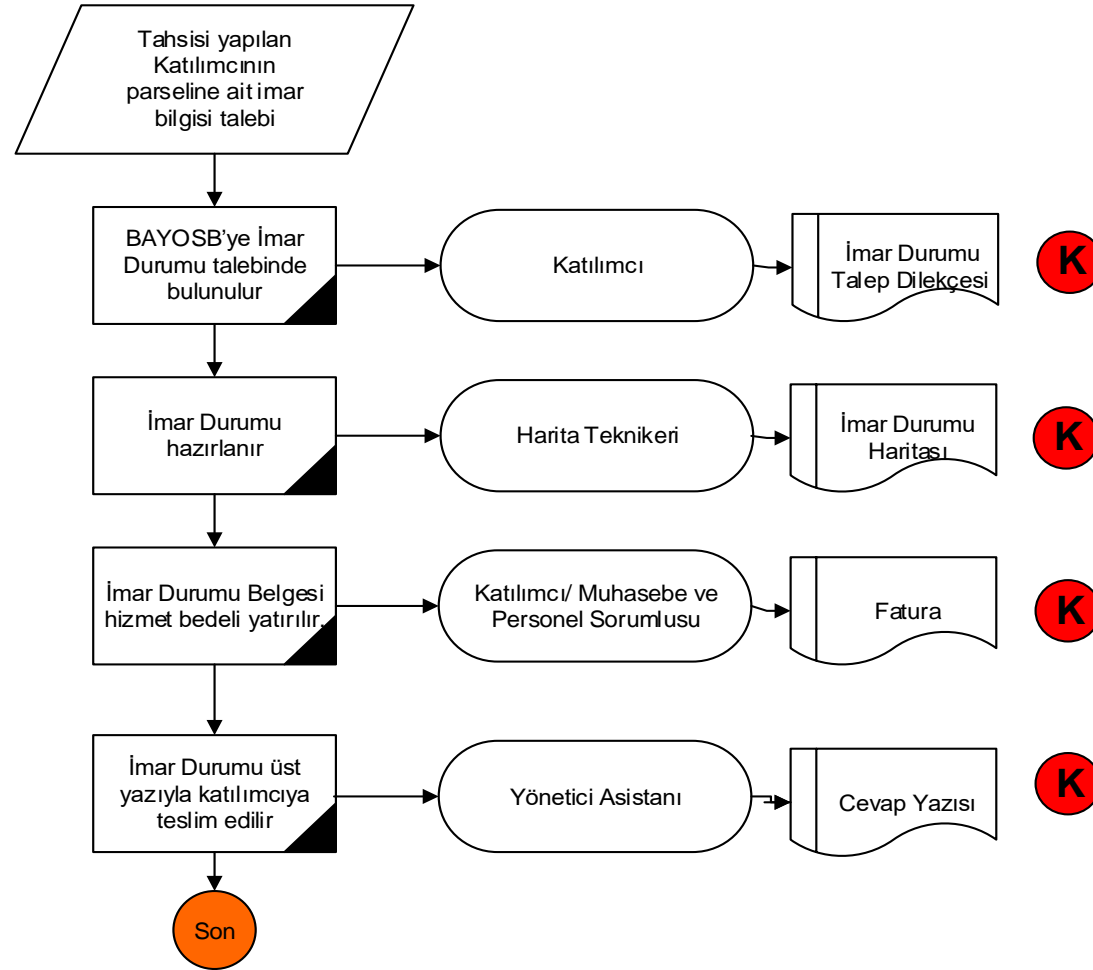 Tahsisi yapılan
Katılımcının
parseline ait imar
bilgisi talebi
BAYOSB'ye İmar
Durumu talebinde
bulunulur
Katılımcı
İmar Durumu
Talep Dilekçesi
K
İmar Durumu
hazırlanır
Harita Teknikeri
İmar Durumu
Haritası
K
İmar Durumu Belgesi
hizmet bedeli yatırılır.
Katılımcı/ Muhasebe ve
Personel Sorumlusu
Fatura
K
İmar Durumu üst
yazıyla katılımcıya
teslim edilir
Yönetici Asistanı
Cevap Yazısı
K
Son